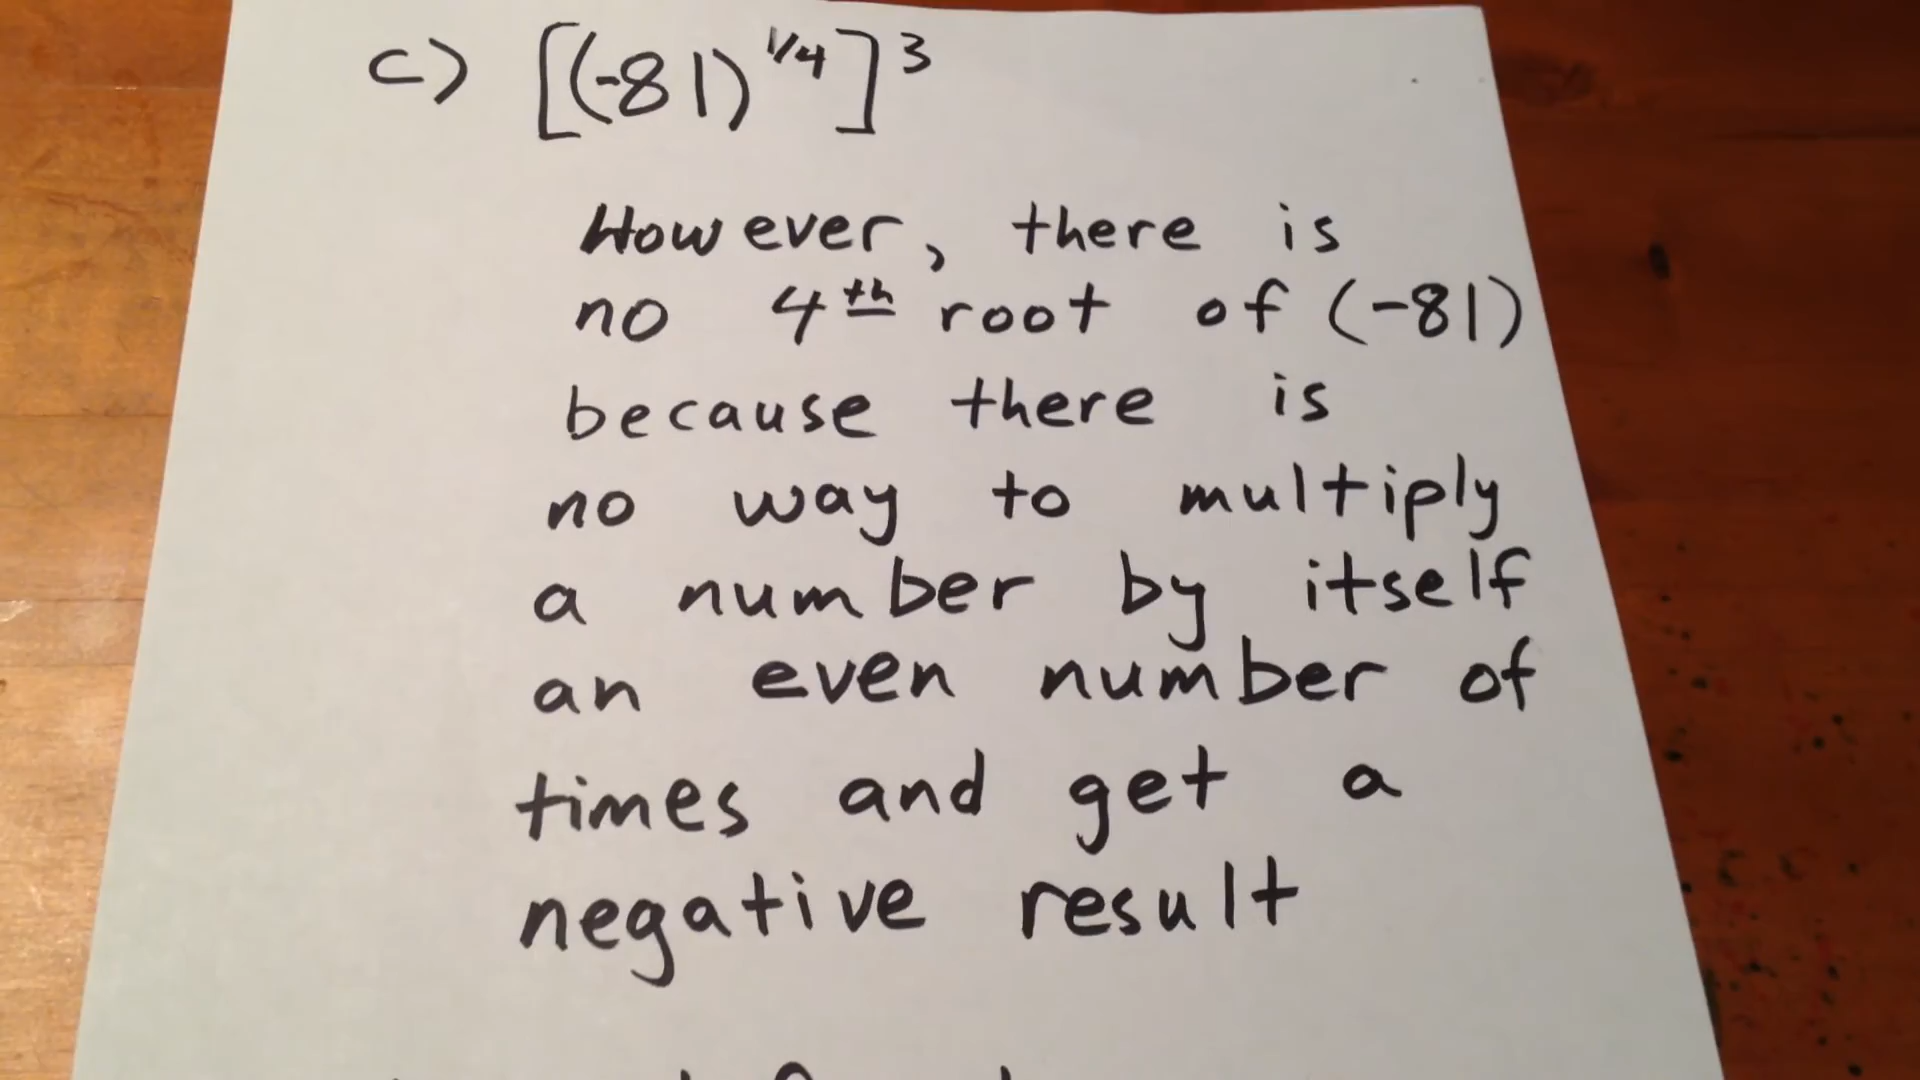 c) [(-81)^1/4]^3
However, there is
no 4th root of (-81)
because there is
no way to multiply
a number by itself
an even number of
times and get a
negative result